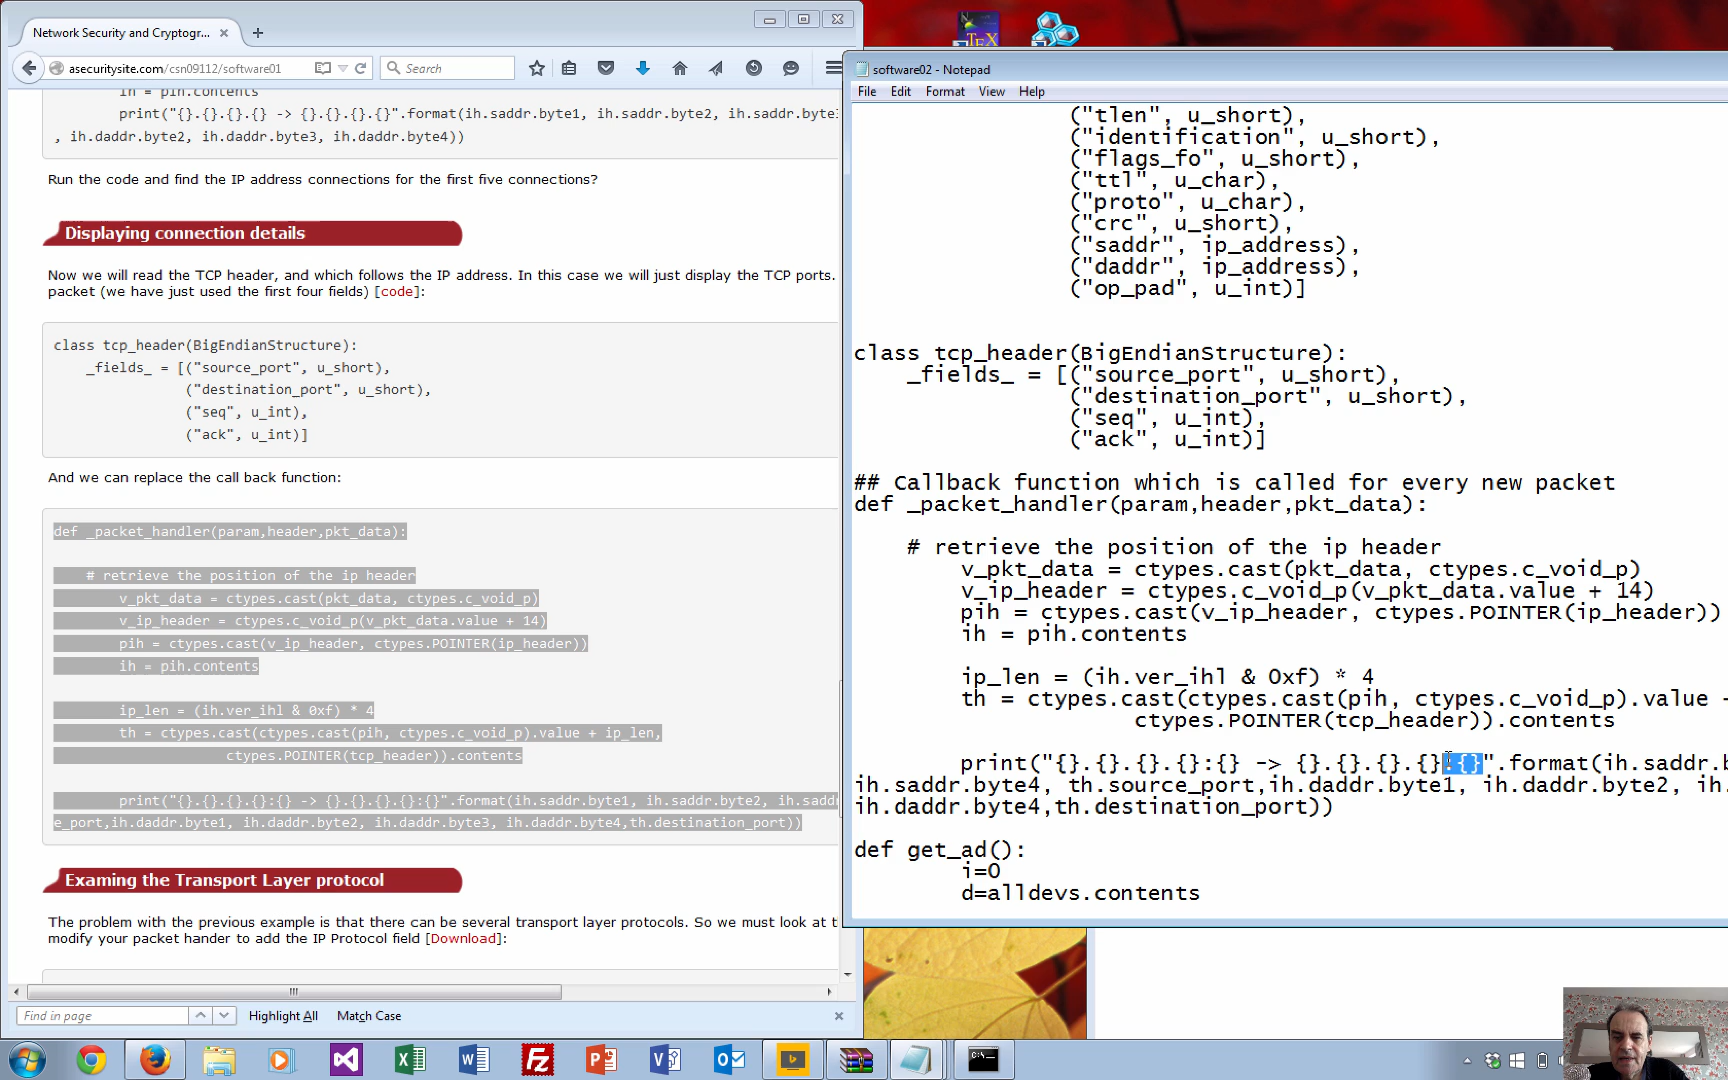 Network Security and Cryptogr...
asecuritysite.com/csn09112/software01
Search
ih = pih.contents
print("{}.{}.{}.{} -> {}.{}.{}.{}".format(ih.saddr.byte1, ih.saddr.byte2, ih.saddr.byte3
, ih.daddr.byte2, ih.daddr.byte3, ih.daddr.byte4))
Run the code and find the IP address connections for the first five connections?
Displaying connection details
Now we will read the TCP header, and which follows the IP address. In this case we will just display the TCP ports.
packet (we have just used the first four fields) [code]:
class tcp_header(BigEndianStructure):
_fields_ = [("source_port", u_short),
("destination_port", u_short),
("seq", u_int),
("ack", u_int)]
And we can replace the call back function:
def _packet_handler(param,header,pkt_data):
# retrieve the position of the ip header
v_pkt_data = ctypes.cast(pkt_data, ctypes.c_void_p)
v_ip_header = ctypes.c_void_p(v_pkt_data.value + 14)
pih = ctypes.cast(v_ip_header, ctypes.POINTER(ip_header))
ih = pih.contents
ip_len = (ih.ver_ihl & 0xf) * 4
th = ctypes.cast(ctypes.cast(pih, ctypes.c_void_p).value + ip_len,
ctypes.POINTER(tcp_header)).contents
print("{}.{}.{}.{}:{} -> {}.{}.{}.{}:{}".format(ih.saddr.byte1, ih.saddr.byte2, ih.saddr
e_port,ih.daddr.byte1, ih.daddr.byte2, ih.daddr.byte3, ih.daddr.byte4,th.destination_port))
Examing the Transport Layer protocol
The problem with the previous example is that there can be several transport layer protocols. So we must look at
modify your packet hander to add the IP Protocol field [Download]:
Find in page
Highlight All
Match Case
software02 - Notepad
File Edit Format View Help
("tlen", u_short),
("identification", u_short),
("flags_fo", u_short),
("ttl", u_char),
("proto", u_char),
("crc", u_short),
("saddr", ip_address),
("daddr", ip_address),
("op_pad", u_int)]
class tcp_header(BigEndianStructure):
_fields_ = [("source_port", u_short),
("destination_port", u_short),
("seq", u_int),
("ack", u_int)]
## Callback function which is called for every new packet
def _packet_handler(param,header,pkt_data):
# retrieve the position of the ip header
v_pkt_data = ctypes.cast(pkt_data, ctypes.c_void_p)
v_ip_header = ctypes.c_void_p(v_pkt_data.value + 14)
pih = ctypes.cast(v_ip_header, ctypes.POINTER(ip_header))
ih = pih.contents
ip_len = (ih.ver_ihl & 0xf) * 4
th = ctypes.cast(ctypes.cast(pih, ctypes.c_void_p).value
ctypes.POINTER(tcp_header)).contents
print("{}.{}.{}.{}:{} -> {}.{}.{}.{}:{}".format(ih.saddr.b
ih.saddr.byte4, th.source_port,ih.daddr.byte1, ih.daddr.byte2, ih.
ih.daddr.byte4,th.destination_port))
def get_ad():
i=0
d=alldevs.contents